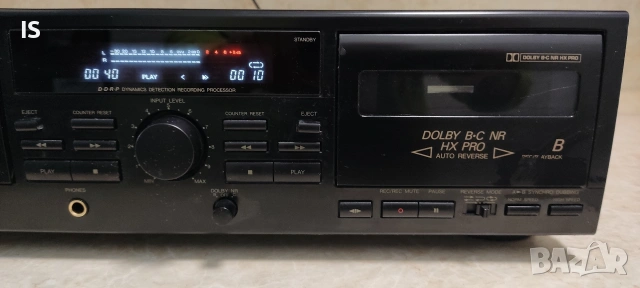 IS
STANDBY
L
R
00 40 PLAY < >> 00 10
D·D·R·P DYNAMICS DETECTION RECORDING PROCESSOR
DOLBY B·C NR HX PRO
INPUT LEVEL
EJECT
COUNTER RESET
COUNTER RESET
EJECT
PLAY
PLAY
MIN
MAX
PHONES
DOLBY NR
DOLBY B·C NR
HX PRO
AUTO REVERSE
B
REC/REC MUTE
PAUSE
REVERSE MODE
BAZAR.bg